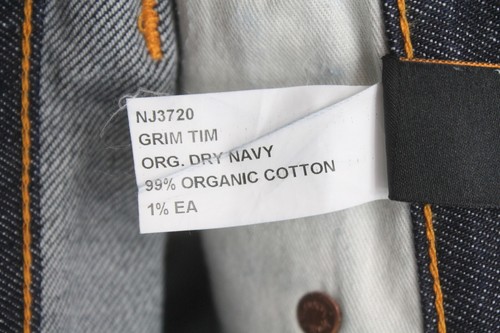 NJ3720
GRIM TIM
ORG. DRY NAVY
99% ORGANIC COTTON
1% EA